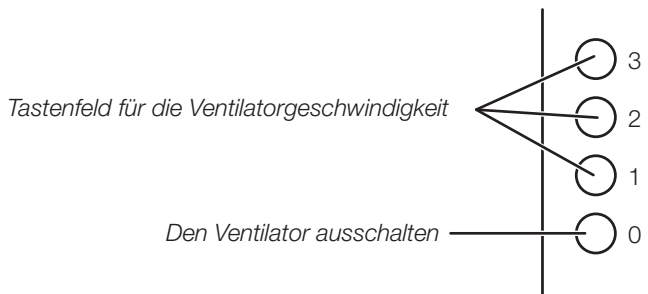 3
Tastenfeld für die Ventilatorgeschwindigkeit
2
1
Den Ventilator ausschalten
0